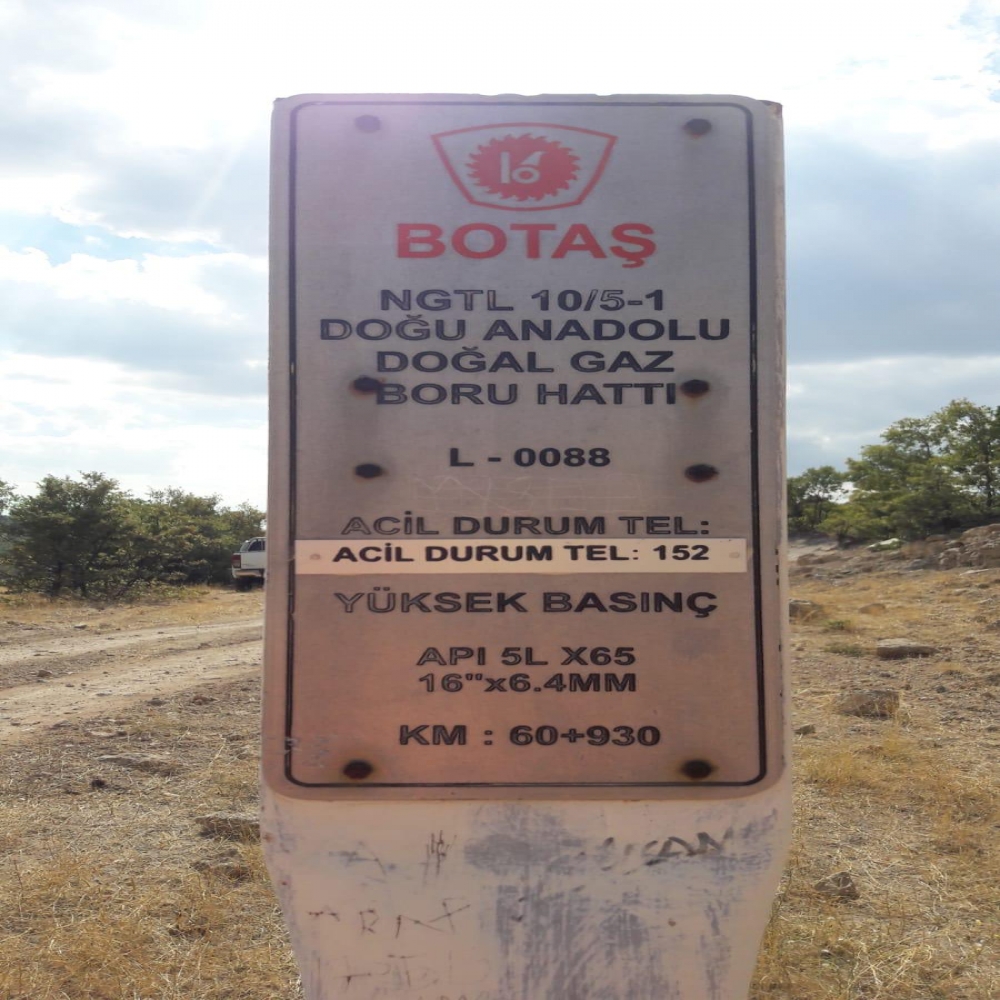 BOTAŞ
NGTL 10/5-1
DOĞU ANADOLU
DOĞAL GAZ
BORU HATTI
L - 0088
ACİL DURUM TEL:
ACİL DURUM TEL: 152
YÜKSEK BASINÇ
API 5L X65
16"x6.4MM
KM : 60+930